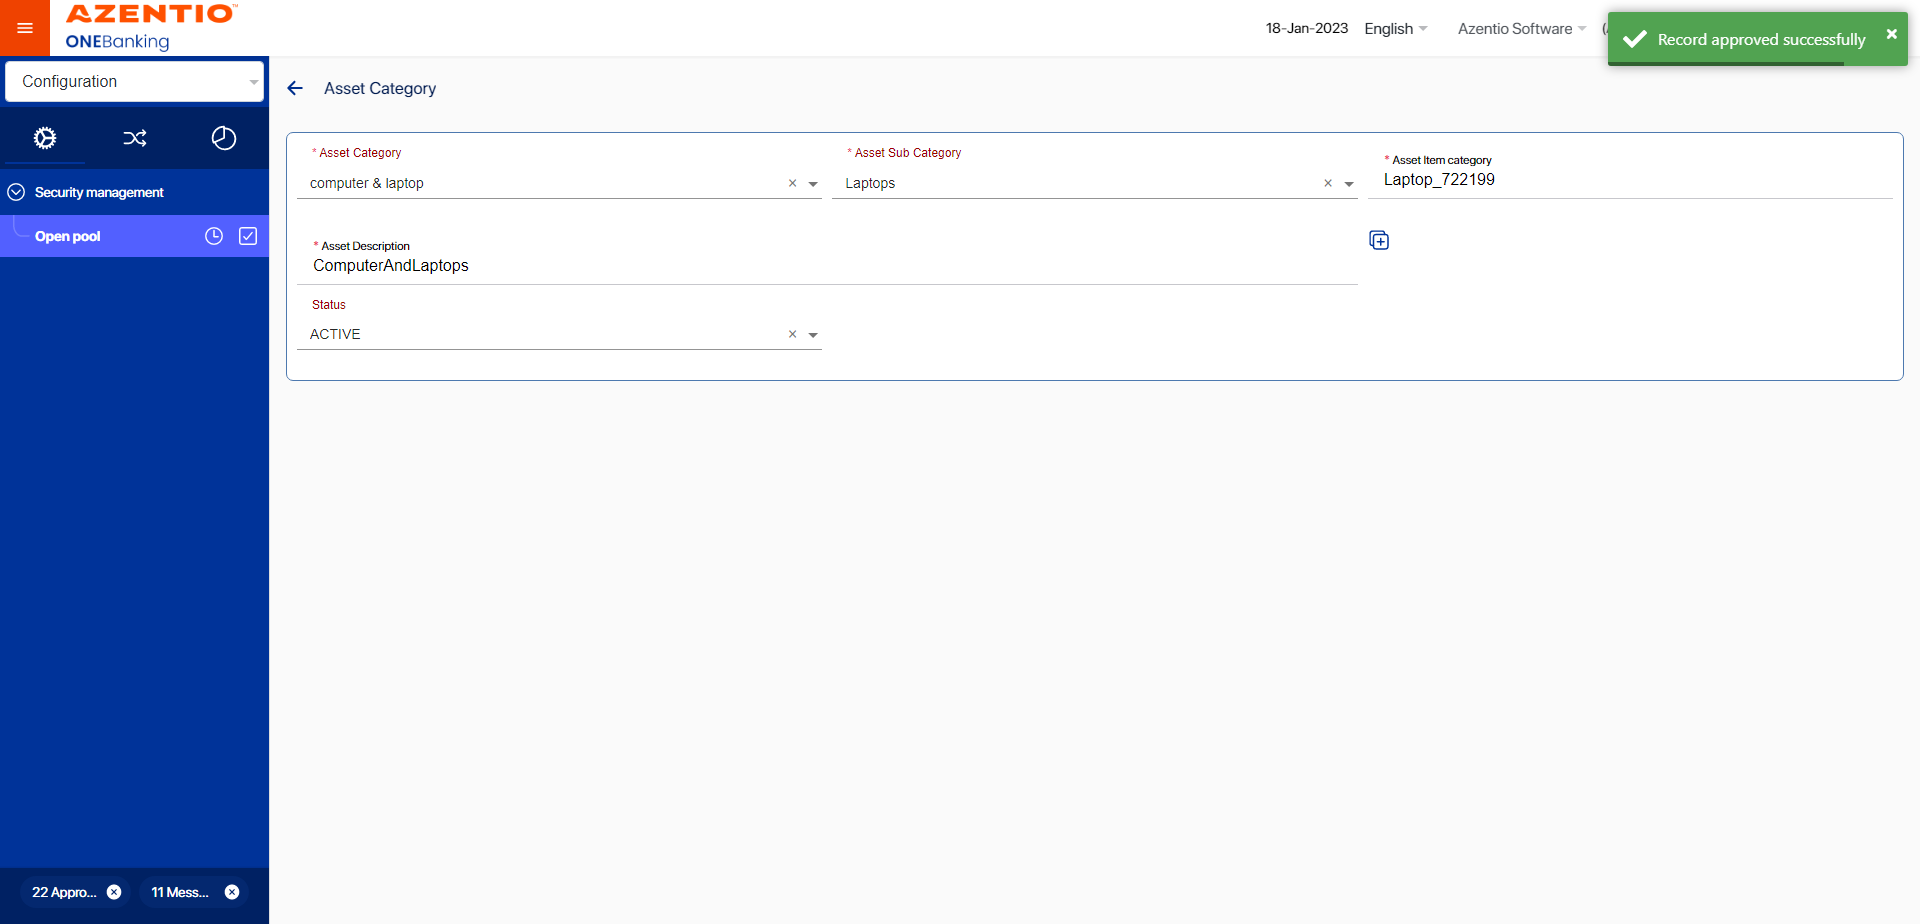 AZENTIO™
ONEBanking
18-Jan-2023 English Azentio Software (
Record approved successfully
Configuration
Asset Category
* Asset Category
computer & laptop
* Asset Sub Category
Laptops
* Asset Item category
Laptop_722199
Security management
Open pool
* Asset Description
ComputerAndLaptops
Status
ACTIVE
22 Appro...
11 Mess...